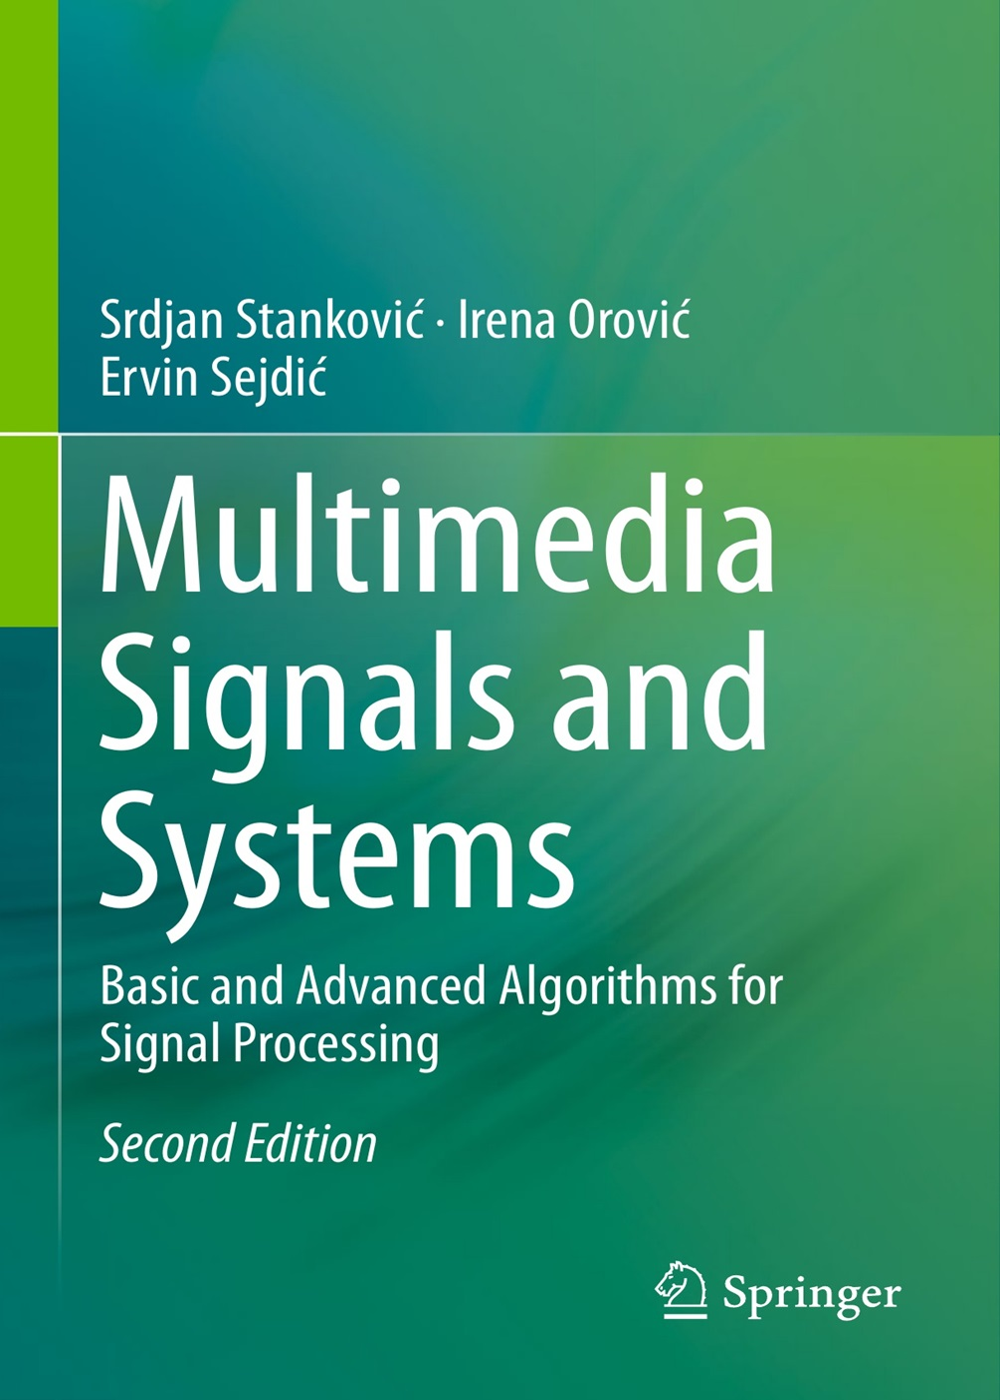 Srdjan Stanković · Irena Orović
Ervin Sejdić
Multimedia
Signals and
Systems
Basic and Advanced Algorithms for
Signal Processing
Second Edition
Springer